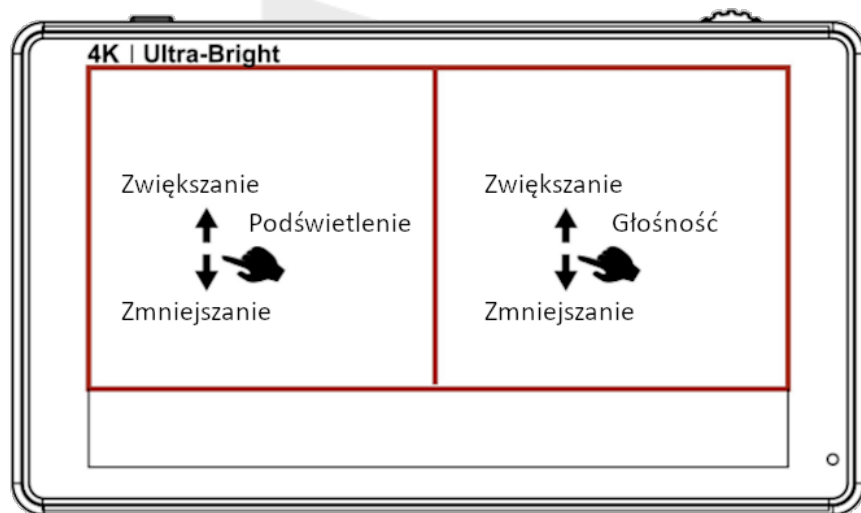 4K | Ultra-Bright
Zwiększanie
Podświetlenie
Zmniejszanie
Zwiększanie
Głośność
Zmniejszanie